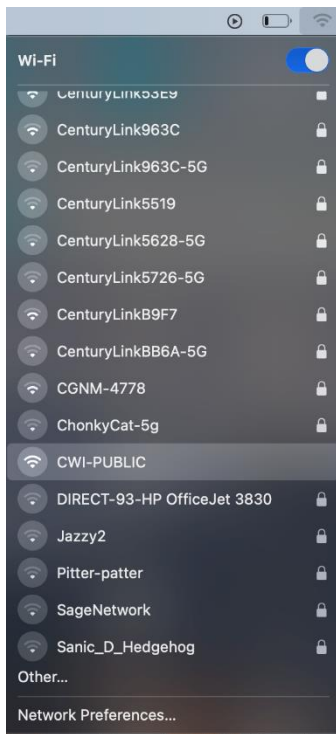 Wi-Fi
CenturyLink53E9
CenturyLink963C
CenturyLink963C-5G
CenturyLink5519
CenturyLink5628-5G
CenturyLink5726-5G
CenturyLinkB9F7
CenturyLinkBB6A-5G
CGNM-4778
ChonkyCat-5g
CWI-PUBLIC
DIRECT-93-HP OfficeJet 3830
Jazzy2
Pitter-patter
SageNetwork
Sanic_D_Hedgehog
Other...
Network Preferences...